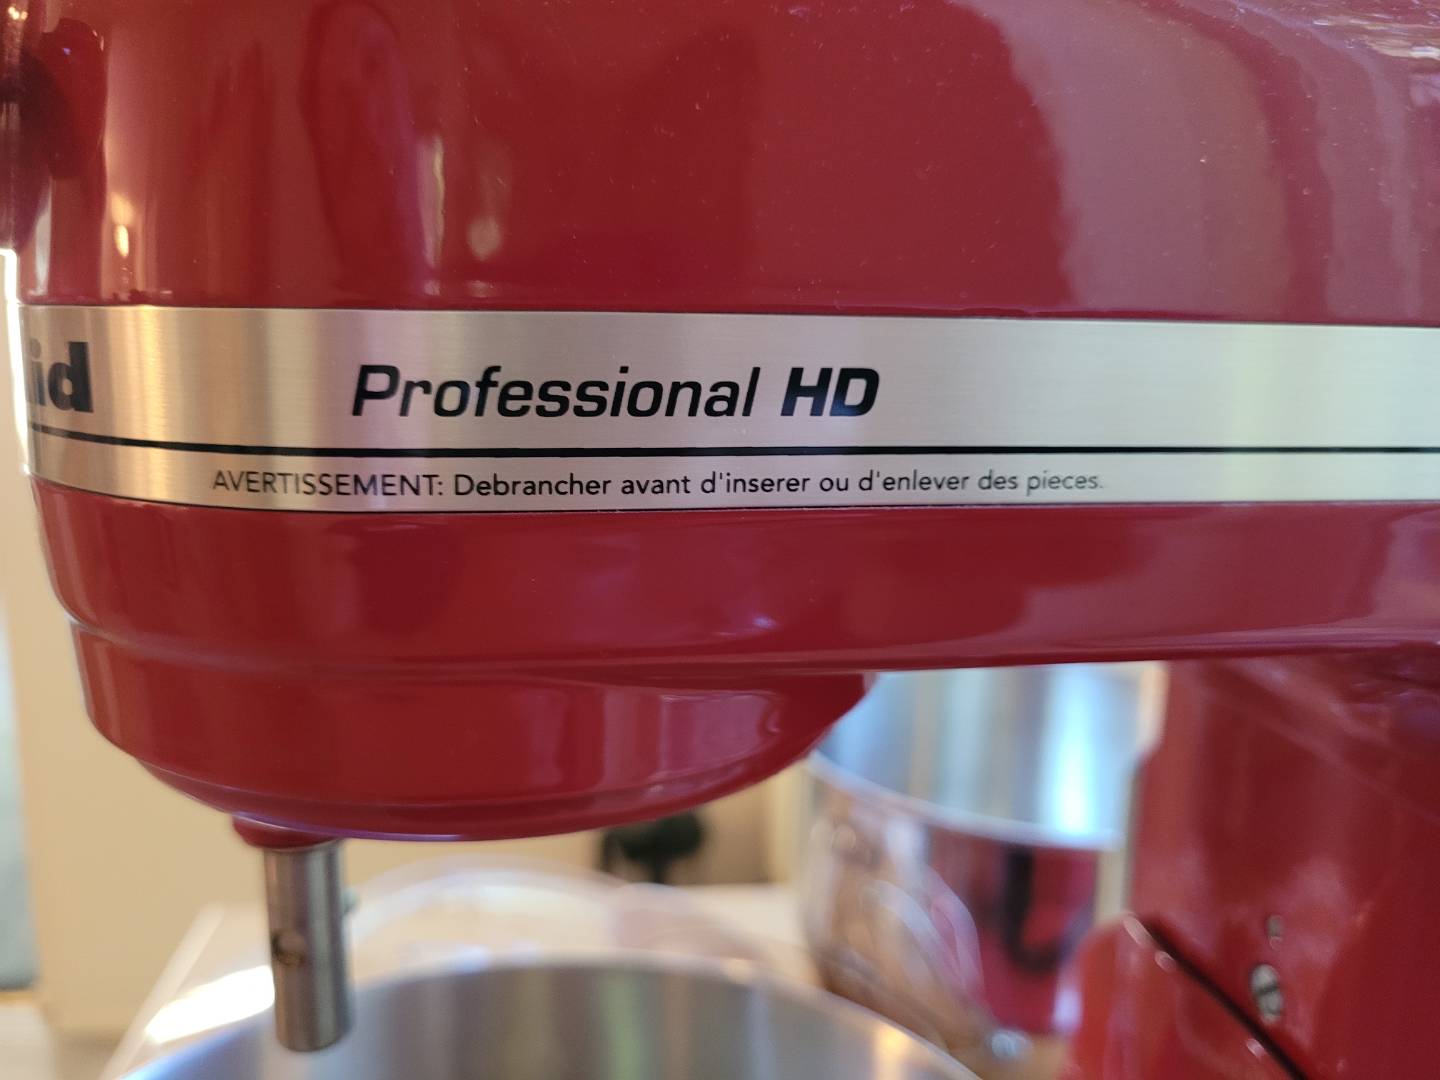 id
Professional HD
AVERTISSEMENT: Debrancher avant d'inserer ou d'enlever des pieces.